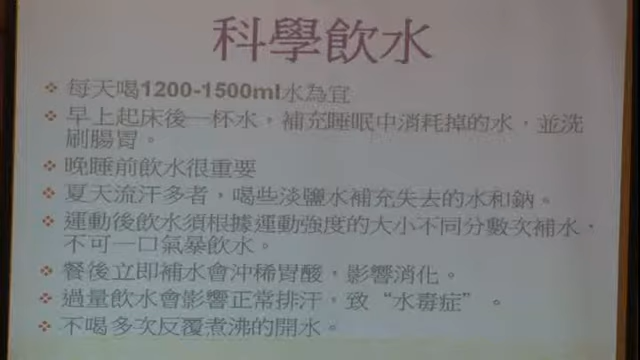 科學飲水
❖ 每天喝1200-1500ml水為宜
❖ 早上起床後一杯水，補充睡眠中消耗掉的水，並洗
刷腸胃。
❖ 晚睡前飲水很重要
❖ 夏天流汗多者，喝些淡鹽水補充失去的水和鈉。
❖ 運動後飲水須根據運動強度的大小不同分數次補水，
不可一口氣暴飲水。
❖ 餐後立即補水會沖稀胃酸，影響消化。
❖ 過量飲水會影響正常排汗，致“水毒症”。
❖ 不喝多次反覆煮沸的開水。